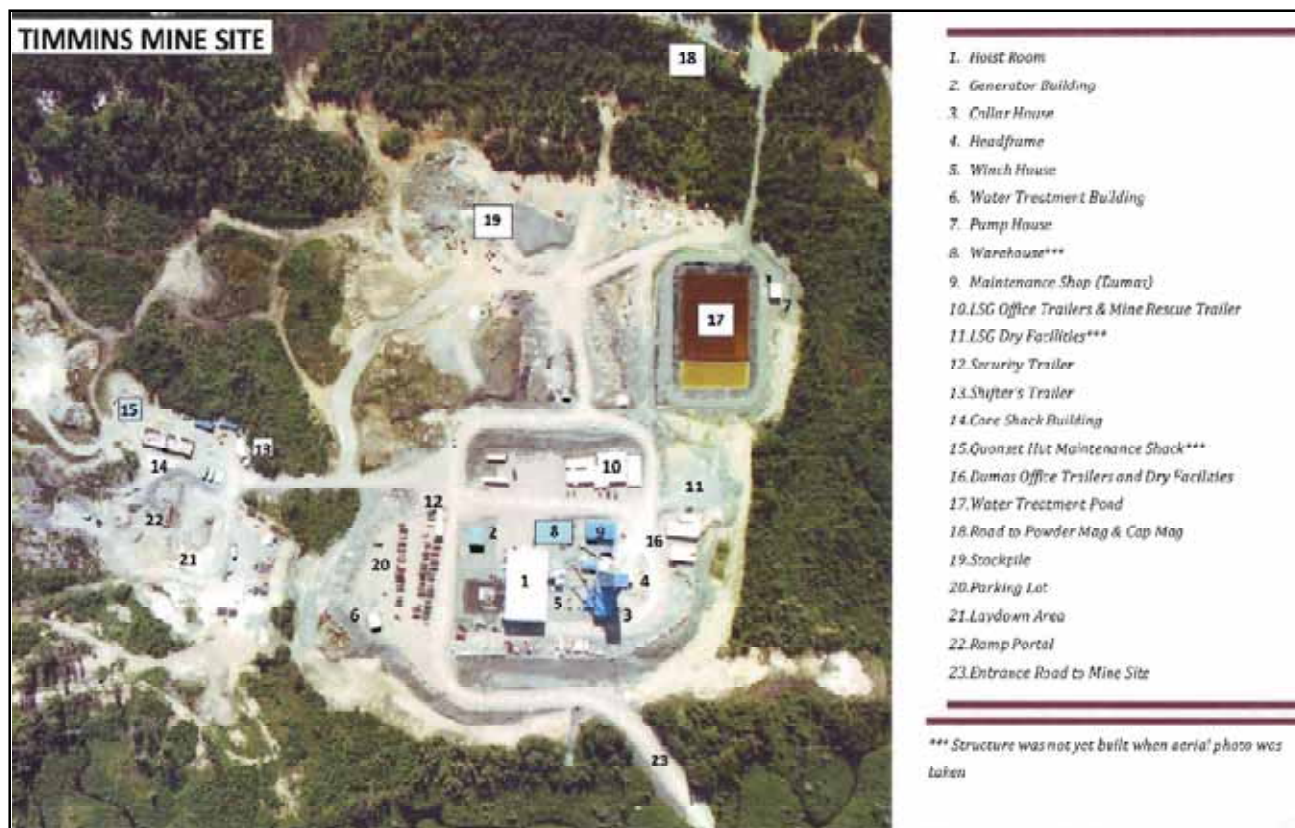 TIMMINS MINE SITE
18
19
17
7
15
13
14
10
11
12
22
2
8
9
16
21
20
1
4
5
3
6
23
1. Hoist Room
2. Generator Building
3. Collar House
4. Headframe
5. Winch House
6. Water Treatment Building
7. Pump House
8. Warehouse***
9. Maintenance Shop (Dumas)
10.LSG Office Trailers & Mine Rescue Trailer
11.LSG Dry Facilities***
12.Security Trailer
13.Shifter's Trailer
14.Core Shack Building
15.Quonset Hut Maintenance Shack***
16.Dumas Office Trailers and Dry Facilities
17.Water Treatment Pond
18.Road to Powder Mag & Cap Mag
19.Stockpile
20.Parking Lot
21.Laydown Area
22.Ramp Portal
23.Entrance Road to Mine Site
*** Structure was not yet built when aerial photo was
taken